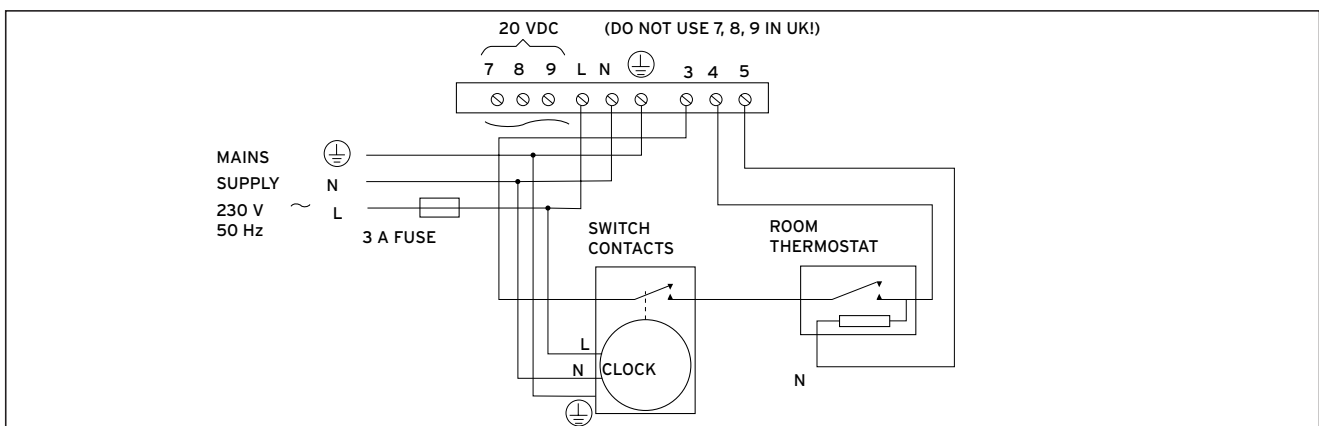 20 VDC (DO NOT USE 7, 8, 9 IN UK!)
7 8 9 L N 3 4 5
MAINS
SUPPLY N
230 V ~ L
50 Hz
3 A FUSE
SWITCH
CONTACTS
ROOM
THERMOSTAT
L
N CLOCK
N